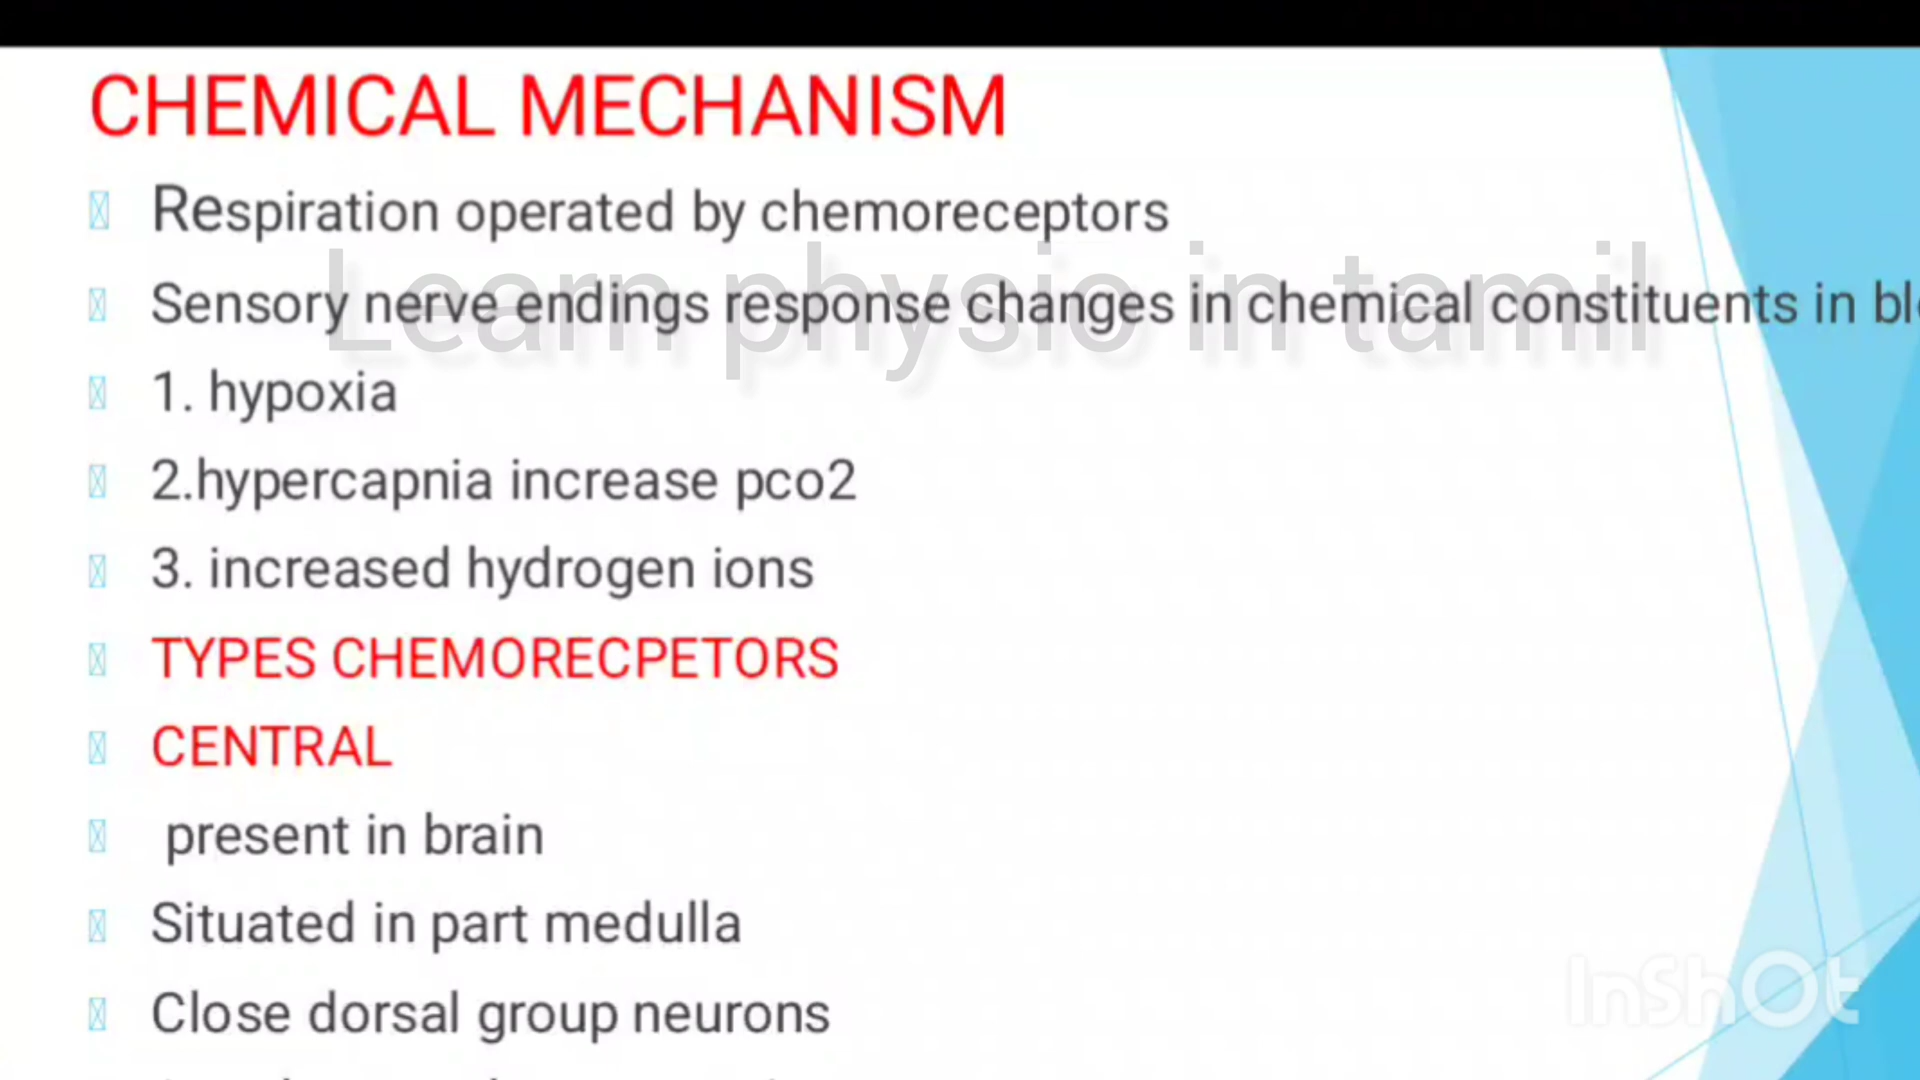 CHEMICAL MECHANISM
Respiration operated by chemoreceptors
Learn physio in tamil
Sensory nerve endings response changes in chemical constituents in
1. hypoxia
2.hypercapnia increase pco2
3. increased hydrogen ions
TYPES CHEMORECPETORS
CENTRAL
present in brain
Situated in part medulla
Close dorsal group neurons
InShOt